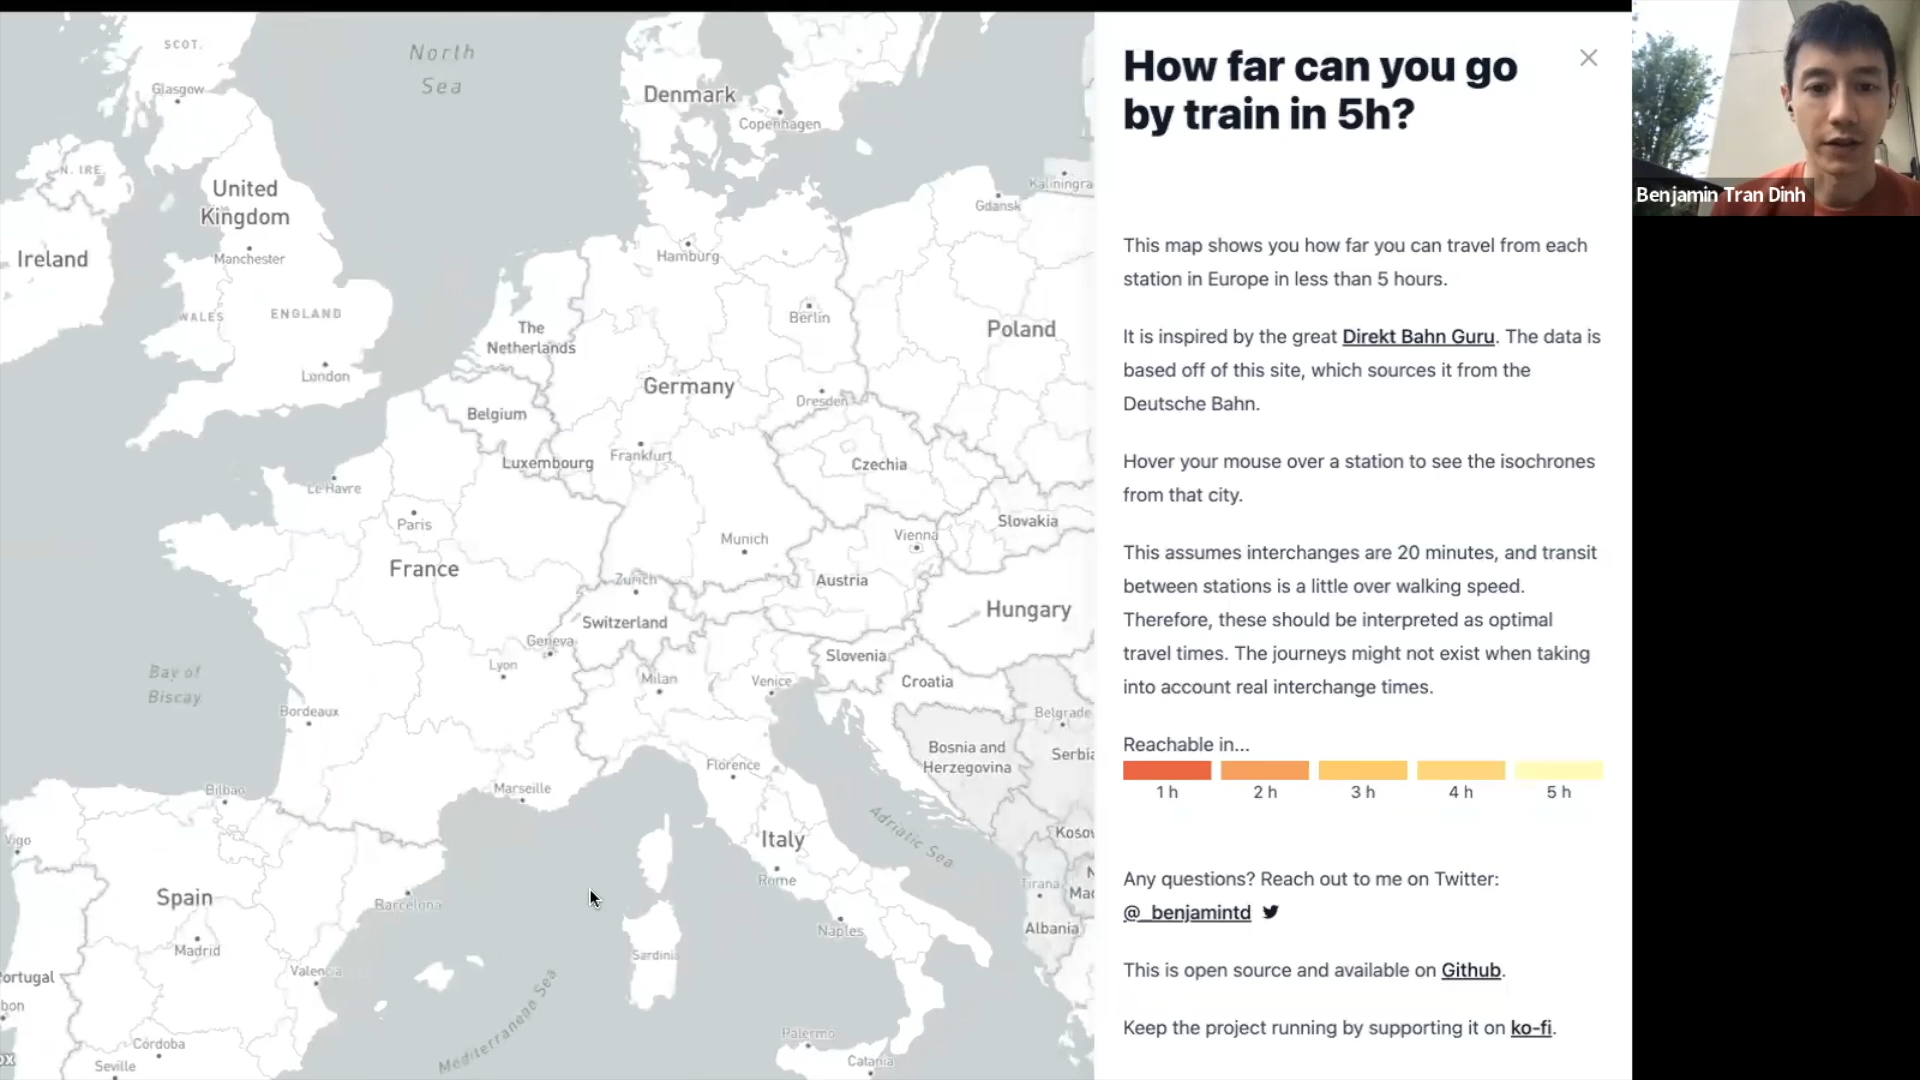 How far can you go
by train in 5h?
This map shows you how far you can travel from each
station in Europe in less than 5 hours.
It is inspired by the great Direkt Bahn Guru. The data is
based off of this site, which sources it from the
Deutsche Bahn.
Hover your mouse over a station to see the isochrones
from that city.
This assumes interchanges are 20 minutes, and transit
between stations is a little over walking speed.
Therefore, these should be interpreted as optimal
travel times. The journeys might not exist when taking
into account real interchange times.
Reachable in...
1 h 2 h 3 h 4 h 5 h
Any questions? Reach out to me on Twitter:
@_benjamintd
This is open source and available on Github.
Keep the project running by supporting it on ko-fi.
Benjamin Tran Dinh
SCOT.
Glasgow
North
Sea
Denmark
Copenhagen
N. IRE.
United
Kingdom
Ireland
Manchester
WALES
ENGLAND
London
Kaliningra
Gdansk
Hamburg
Berlin
The
Netherlands
Poland
Germany
Belgium
Dresden
Luxembourg
Frankfurt
Czechia
Le Havre
Paris
Slovakia
Munich
Vienna
France
Zurich
Austria
Switzerland
Hungary
Geneva
Lyon
Slovenia
Milan
Venice
Croatia
Bay of
Biscay
Bordeaux
Belgrade
Bosnia and
Herzegovina
Serbia
Florence
Marseille
Bilbao
Vigo
Italy
Adriatic Sea
Kosov
Rome
Tirana
Mac
Spain
Barcelona
Naples
Albania
Madrid
Sardinia
Valencia
ortugal
bon
Mediterranean Sea
Palermo
Catania
Córdoba
Seville
ox